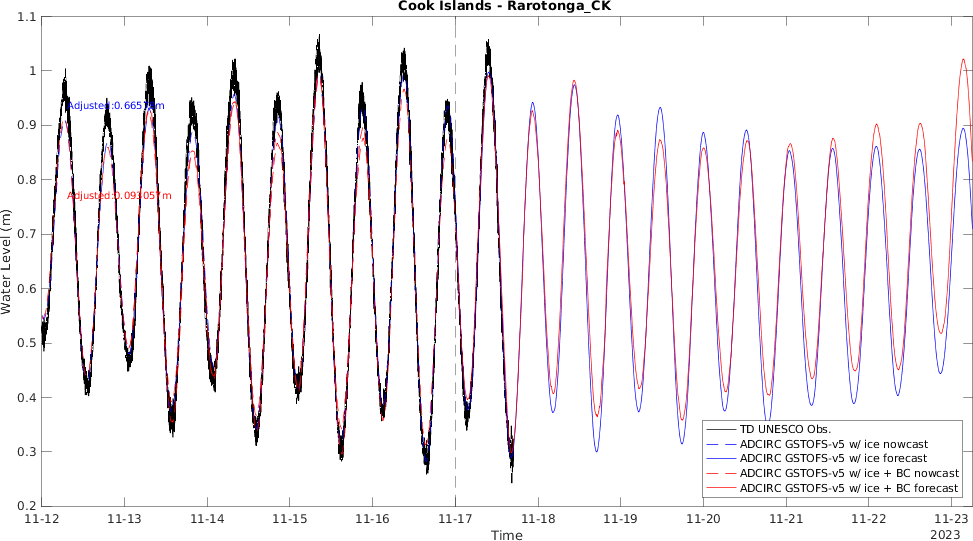 Cook Islands - Rarotonga_CK
1.1
1
0.9
0.8
0.7
0.6
0.5
0.4
0.3
0.2
Water Level (m)
Adjusted:0.093057m
TD UNESCO Obs.
ADCIRC GSTOFS-v5 w/ ice nowcast
ADCIRC GSTOFS-v5 w/ ice forecast
ADCIRC GSTOFS-v5 w/ ice + BC nowcast
ADCIRC GSTOFS-v5 w/ ice + BC forecast
11-12 11-13 11-14 11-15 11-16 11-17 11-18 11-19 11-20 11-21 11-22 11-23
2023
Time